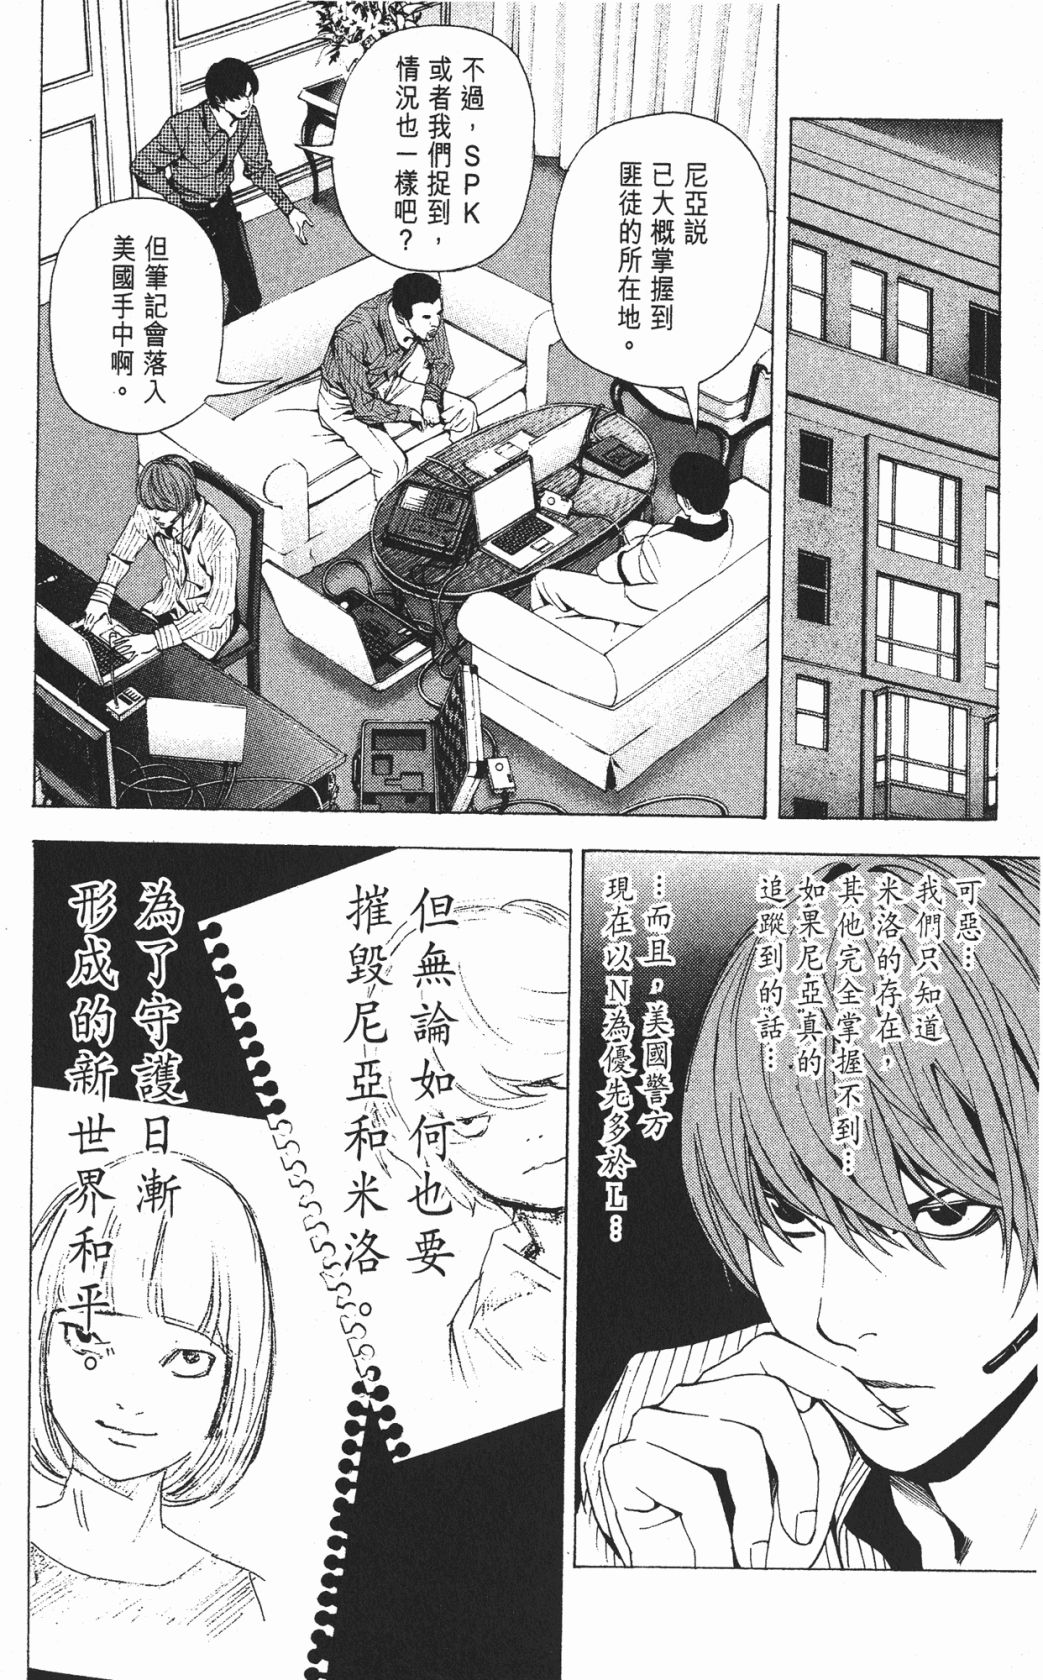 尼亞説
已大概掌握到
匪徒的所在地。
不過，SPK
或者我們捉到，
情況也一樣吧？
但筆記會落入
美國手中啊。
可惡…
我們只知道
米洛的存在，
其他完全掌握不到…
如果尼亞真的
追蹤到的話…
…而且，美國警方
現在以N為優先多於L…
但無論如何也要
摧毀尼亞和米洛。
為了守護日漸
形成的新世界和平。